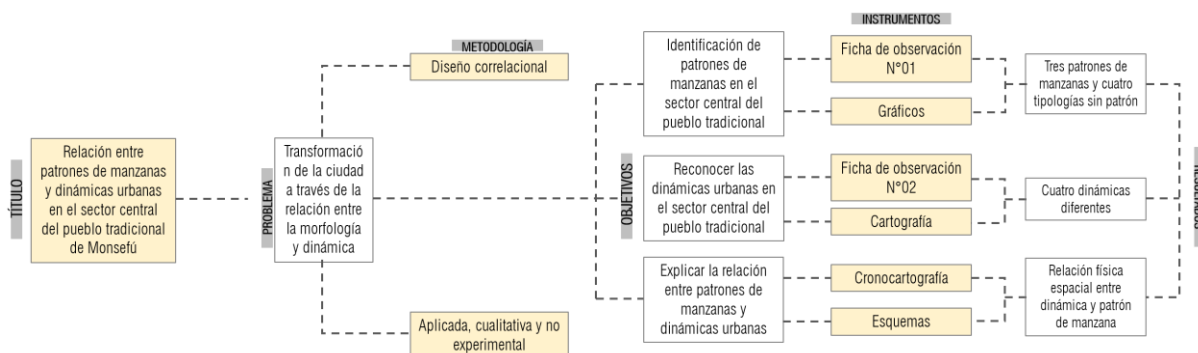 TÍTULO
Relación entre
patrones de manzanas
y dinámicas urbanas
en el sector central
del pueblo tradicional
de Monsefú
PROBLEMA
Transformació
n de la ciudad
a través de la
relación entre
la morfología
y dinámica
METODOLOGÍA
Diseño correlacional
Aplicada, cualitativa y no
experimental
OBJETIVOS
Identificación de
patrones de
manzanas en el
sector central del
pueblo tradicional
Reconocer las
dinámicas urbanas en
el sector central del
pueblo tradicional
Explicar la relación
entre patrones de
manzanas y
dinámicas urbanas
INSTRUMENTOS
Ficha de observación
N°01
Gráficos
Ficha de observación
N°02
Cartografía
Cronocartografía
Esquemas
Tres patrones de
manzanas y cuatro
tipologías sin patrón
Cuatro dinámicas
diferentes
Relación física
espacial entre
dinámica y patrón
de manzana